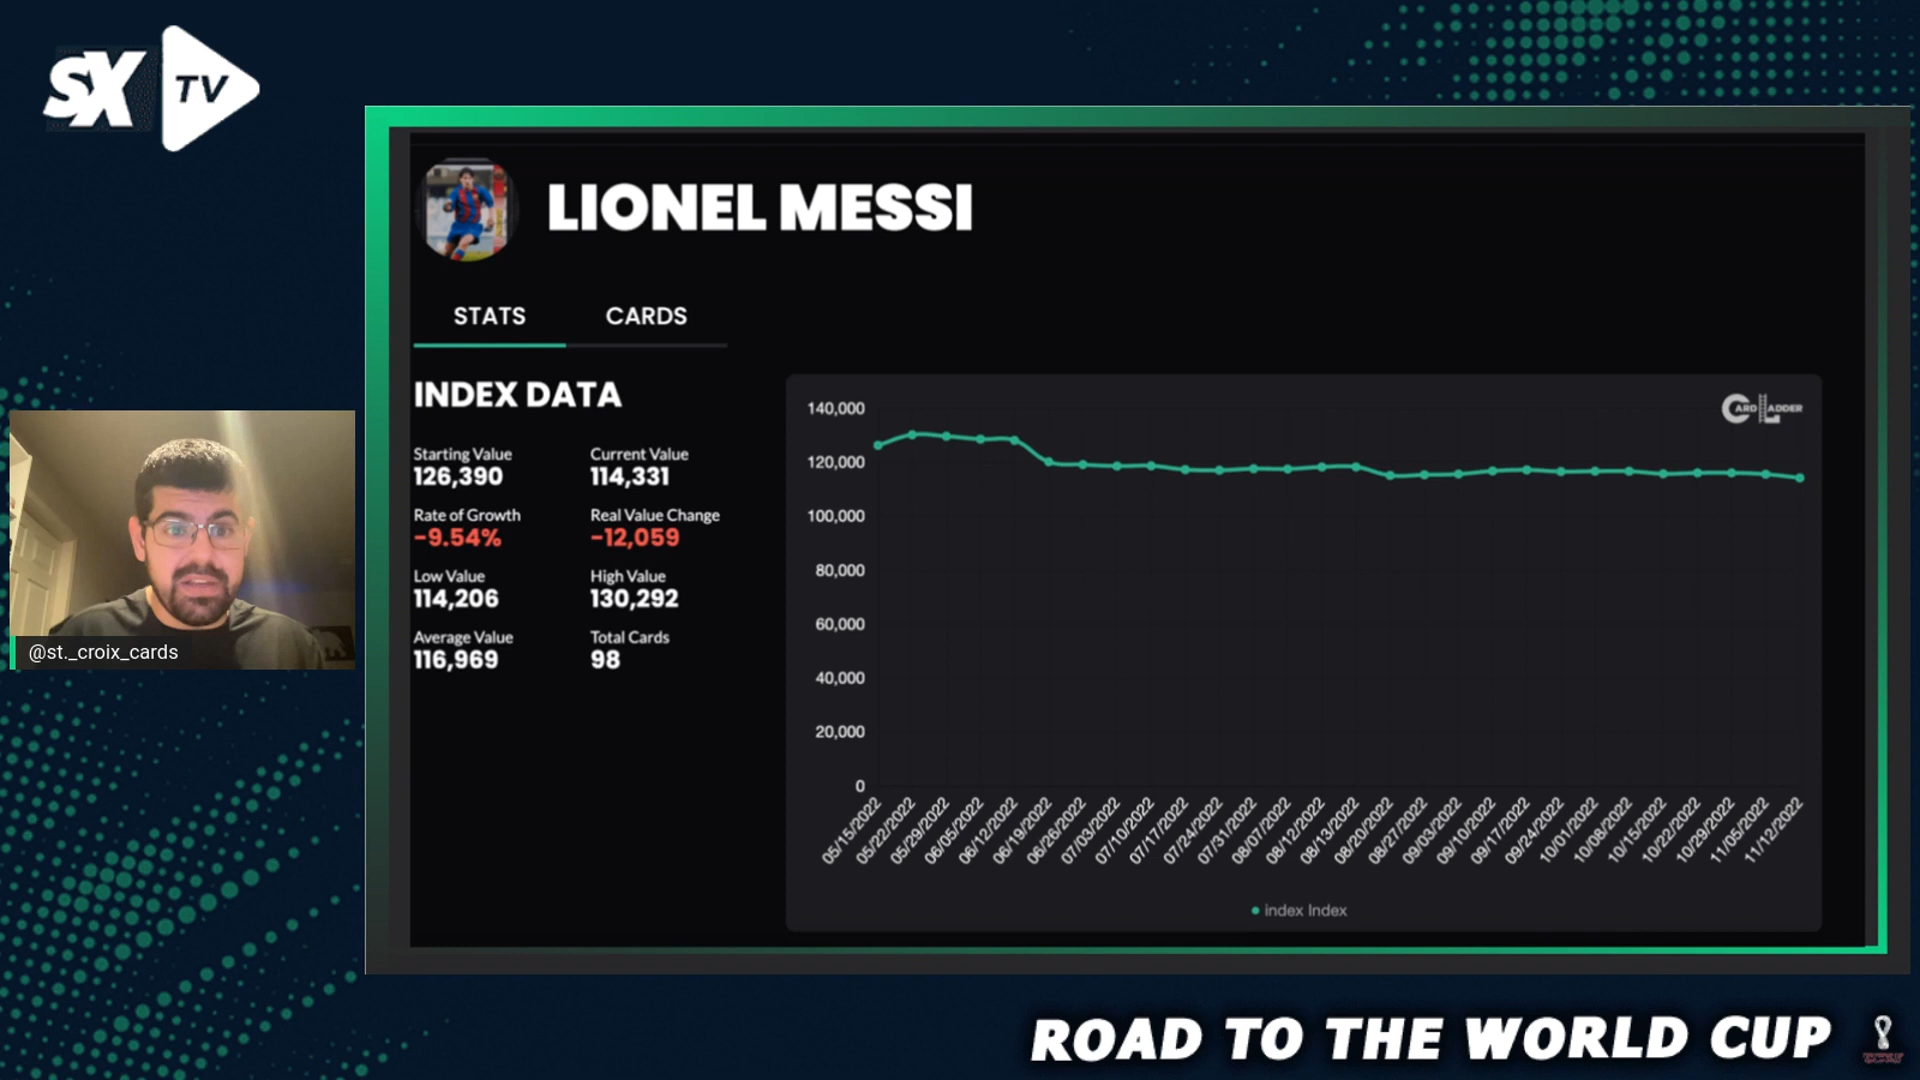 SX TV
LIONEL MESSI
STATS CARDS
INDEX DATA
Starting Value Current Value
126,390 114,331
Rate of Growth Real Value Change
-9.54% -12,059
Low Value High Value
114,206 130,292
Average Value Total Cards
116,969 98
CARD LADDER
140,000
120,000
100,000
80,000
60,000
40,000
20,000
0
05/15/2022 05/22/2022 05/29/2022 06/05/2022 06/12/2022 06/19/2022 06/26/2022 07/03/2022 07/10/2022 07/17/2022 07/24/2022 07/31/2022 08/07/2022 08/12/2022 08/13/2022 08/20/2022 08/27/2022 09/03/2022 09/10/2022 09/17/2022 09/24/2022 10/01/2022 10/08/2022 10/15/2022 10/22/2022 10/29/2022 11/05/2022 11/12/2022
index Index
@st._croix_cards
ROAD TO THE WORLD CUP